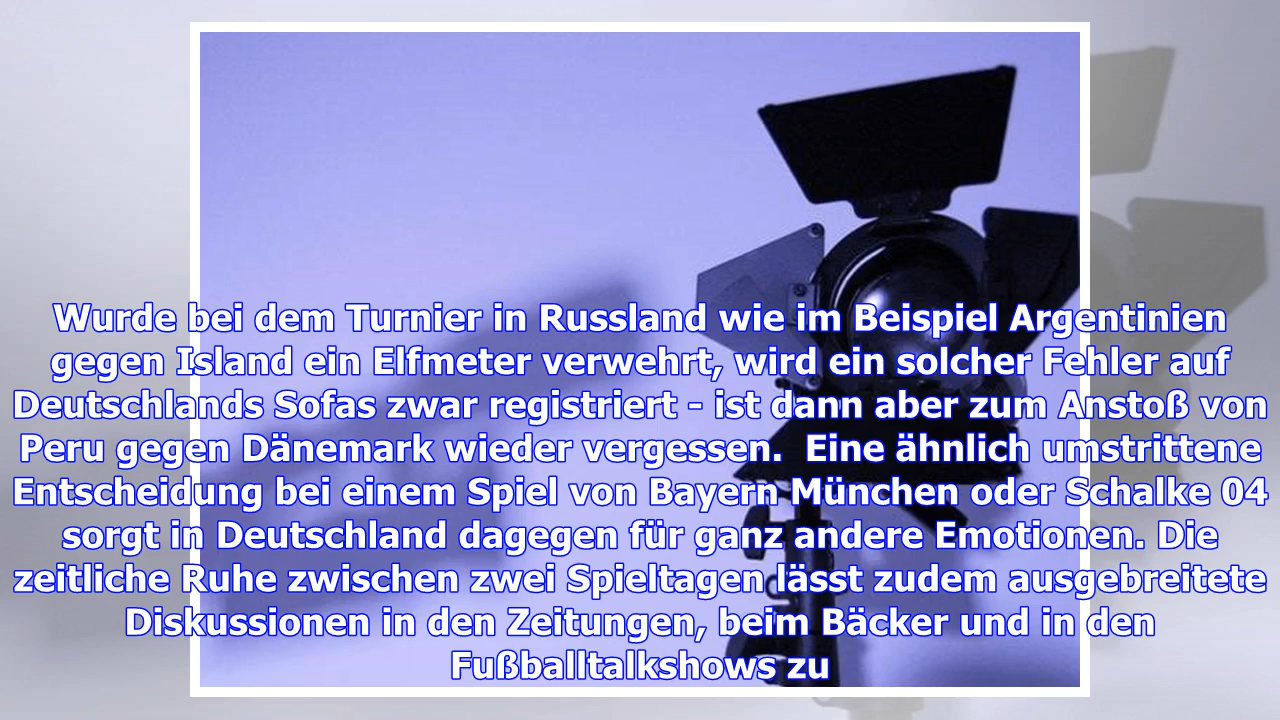 Wurde bei dem Turnier in Russland wie im Beispiel Argentinien
gegen Island ein Elfmeter verwehrt, wird ein solcher Fehler auf
Deutschlands Sofas zwar registriert - ist dann aber zum Anstoß von
Peru gegen Dänemark wieder vergessen.  Eine ähnlich umstrittene
Entscheidung bei einem Spiel von Bayern München oder Schalke 04
sorgt in Deutschland dagegen für ganz andere Emotionen. Die
zeitliche Ruhe zwischen zwei Spieltagen lässt zudem ausgebreitete
Diskussionen in den Zeitungen, beim Bäcker und in den
Fußballtalkshows zu